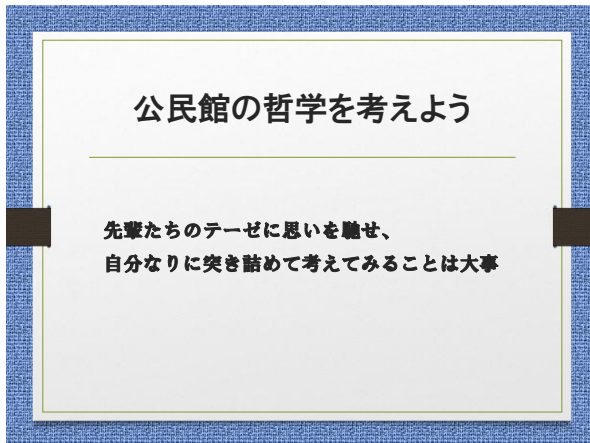 公民館の哲学を考えよう
先輩たちのテーゼに思いを馳せ、
自分なりに突き詰めて考えてみることは大事